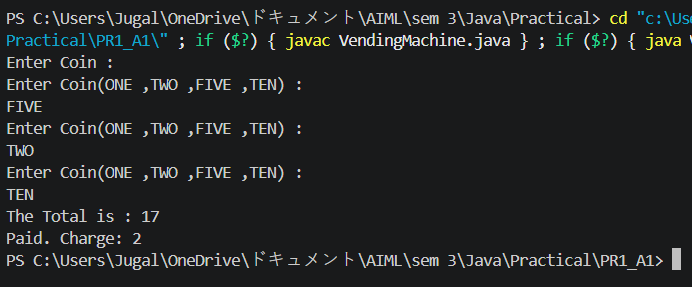 PS C:\Users\Jugal\OneDrive\ドキュメント\AIML\sem 3\Java\Practical> cd "c:\Us
Practical\PR1_A1\" ; if ($?) { javac VendingMachine.java } ; if ($?) { java
Enter Coin :
Enter Coin(ONE ,TWO ,FIVE ,TEN) :
FIVE
Enter Coin(ONE ,TWO ,FIVE ,TEN) :
TWO
Enter Coin(ONE ,TWO ,FIVE ,TEN) :
TEN
The Total is : 17
Paid. Charge: 2
PS C:\Users\Jugal\OneDrive\ドキュメント\AIML\sem 3\Java\Practical\PR1_A1>